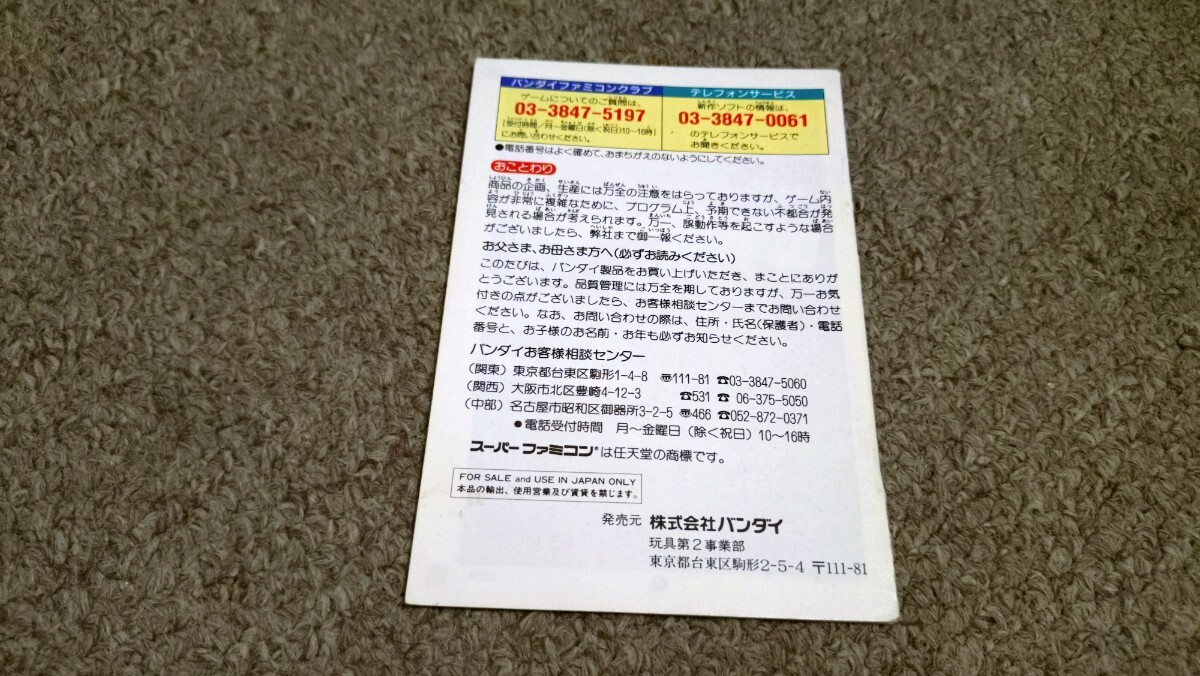 バンダイファミコンクラブ
ゲームについてのご質問は、
03-3847-5197
[受付時間/月〜金曜日(除く祝日)10〜16時]
にお問い合わせください。
テレフォンサービス
新作ソフトの情報は、
03-3847-0061
のテレフォンサービスで
お聞きください。
●電話番号はよく確めて、おまちがえのないようにしてください。
おことわり
商品の企画、生産には万全の注意をはらっておりますが、ゲーム内
容が非常に複雑なために、プログラム上、予期できない不都合が発
見される場合が考えられます。万一、誤動作等を起こすような場合
がございましたら、弊社まで御一報ください。
お父さま、お母さま方へ(必ずお読みください)
このたびは、バンダイ製品をお買い上げいただき、まことにありが
とうございます。品質管理には万全を期しておりますが、万一お気
付きの点がございましたら、お客様相談センターまでお問い合わせ
ください。なお、お問い合わせの際は、住所・氏名(保護者)・電話
番号と、お子様のお名前・お年も必ずお知らせください。
バンダイお客様相談センター
(関東) 東京都台東区駒形1-4-8 〠111-81 ☎03-3847-5060
(関西) 大阪市北区豊崎4-12-3 ☎531 ☎ 06-375-5050
(中部) 名古屋市昭和区御器所3-2-5 〠466 ☎052-872-0371
●電話受付時間 月〜金曜日(除く祝日)10〜16時
スーパーファミコン®は任天堂の商標です。
FOR SALE and USE IN JAPAN ONLY
本品の輸出、使用営業及び賃貸を禁じます。
発売元 株式会社バンダイ
玩具第2事業部
東京都台東区駒形2-5-4 〒111-81